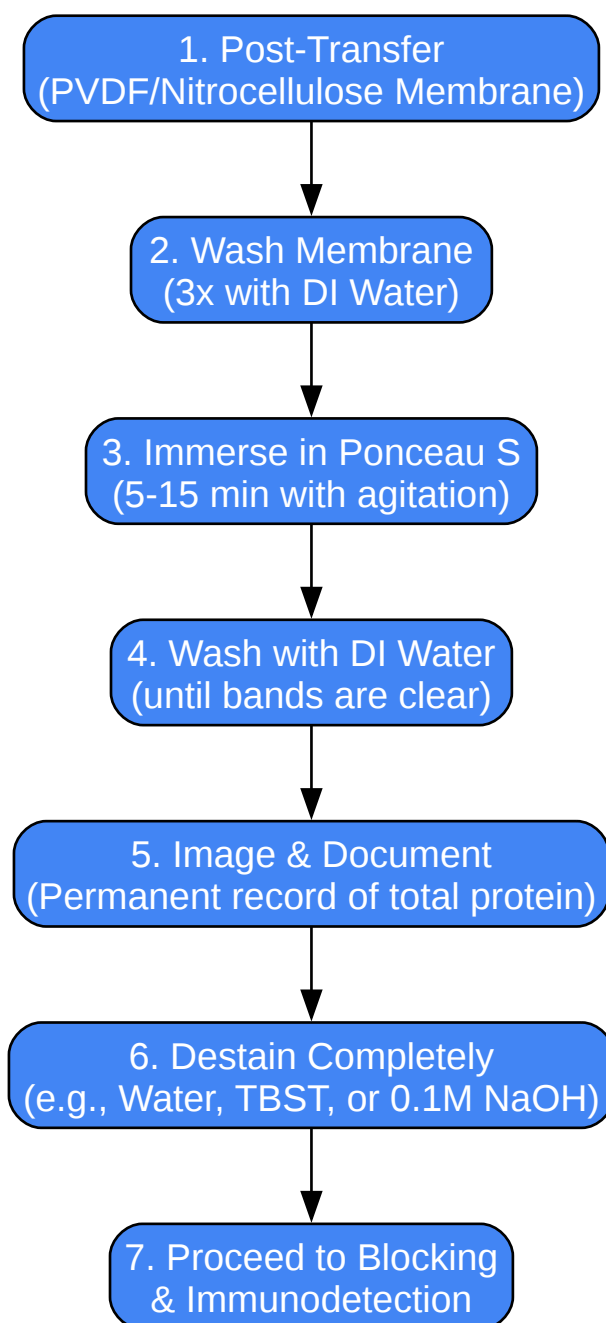 1. Post-Transfer
(PVDF/Nitrocellulose Membrane)
2. Wash Membrane
(3x with DI Water)
3. Immerse in Ponceau S
(5-15 min with agitation)
4. Wash with DI Water
(until bands are clear)
5. Image & Document
(Permanent record of total protein)
6. Destain Completely
(e.g., Water, TBST, or 0.1M NaOH)
7. Proceed to Blocking
& Immunodetection